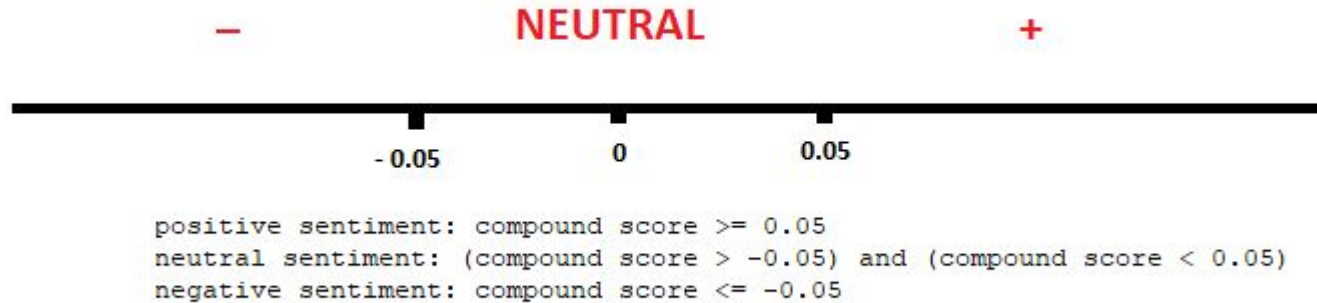 – NEUTRAL +
- 0.05 0 0.05
positive sentiment: compound score >= 0.05
neutral sentiment: (compound score > -0.05) and (compound score < 0.05)
negative sentiment: compound score <= -0.05